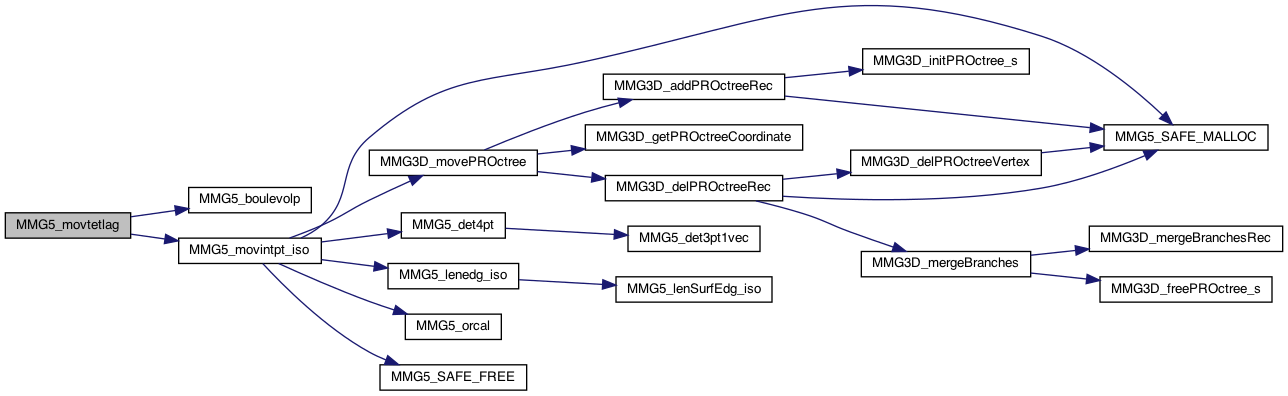 MMG3D_initPROctree_s
MMG3D_addPROctreeRec
MMG5_SAFE_MALLOC
MMG3D_getPROctreeCoordinate
MMG3D_movePROctree
MMG3D_delPROctreeVertex
MMG3D_delPROctreeRec
MMG5_boulevolp
MMG5_movtetlag
MMG5_det4pt
MMG5_det3pt1vec
MMG3D_mergeBranchesRec
MMG5_movintpt_iso
MMG3D_mergeBranches
MMG5_lenedg_iso
MMG5_lenSurfEdg_iso
MMG3D_freePROctree_s
MMG5_orcal
MMG5_SAFE_FREE